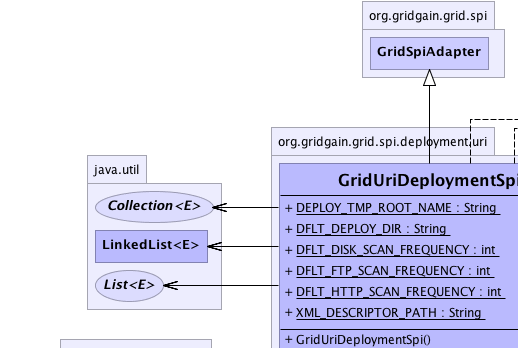 org.gridgain.grid.spi
GridSpiAdapter
org.gridgain.grid.spi.deployment.uri
java.util
GridUriDeploymentSpi
Collection<E>
+ DEPLOY_TMP_ROOT_NAME : String
+ DFLT_DEPLOY_DIR : String
LinkedList<E>
+ DFLT_DISK_SCAN_FREQUENCY : int
+ DFLT_FTP_SCAN_FREQUENCY : int
List<E>
+ DFLT_HTTP_SCAN_FREQUENCY : int
+ XML_DESCRIPTOR_PATH : String
+ GridUriDeploymentSpi()